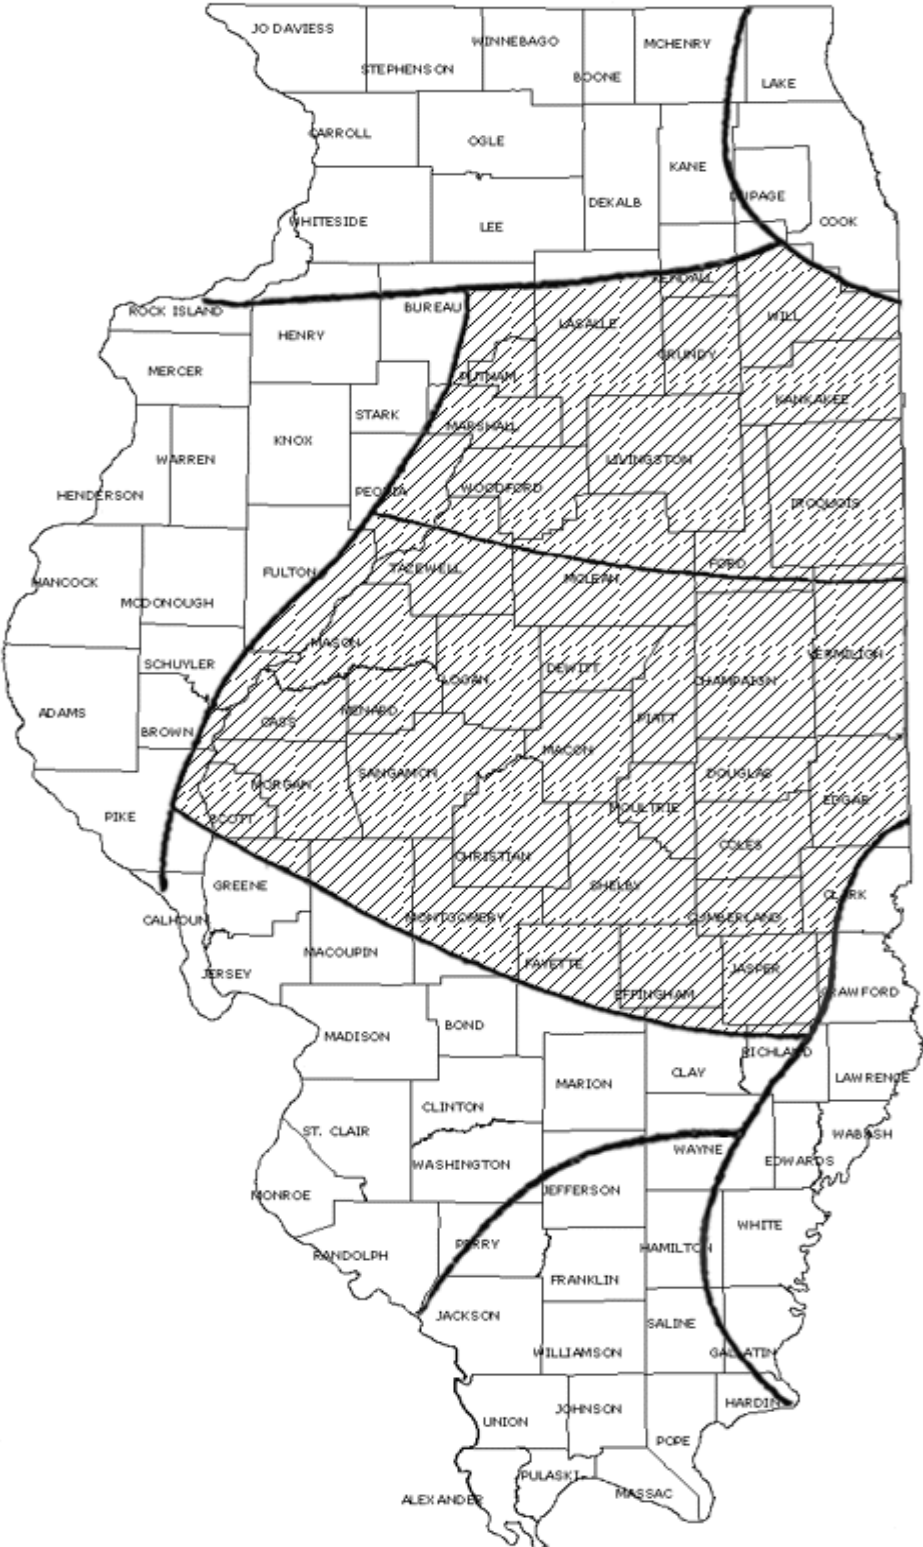 JO DAVIESS
STEPHENSON
WINNEBAGO
BOONE
MCHENRY
LAKE
CARROLL
OGLE
KANE
DUPAGE
COOK
WHITESIDE
LEE
DEKALB
KENDALL
ROCK ISLAND
HENRY
BUREAU
LASALLE
WILL
GRUNDY
MERCER
PUTNAM
KANKAKEE
STARK
MARSHALL
KNOX
WARREN
LIVINGSTON
HENDERSON
PEORIA
WOODFORD
IROQUOIS
HANCOCK
MCDONOUGH
FULTON
TAZEWELL
MCLEAN
FORD
SCHUYLER
MASON
LOGAN
DEWITT
CHAMPAIGN
VERMILION
ADAMS
BROWN
CASS
MENARD
PIATT
MACON
PIKE
SCOTT
MORGAN
SANGAMON
MOULTRIE
DOUGLAS
EDGAR
COLES
CHRISTIAN
SHELBY
CLARK
GREENE
CALHOUN
MONTGOMERY
CUMBERLAND
JERSEY
MACOUPIN
FAYETTE
EFFINGHAM
JASPER
CRAWFORD
MADISON
BOND
MARION
CLAY
RICHLAND
LAWRENCE
CLINTON
ST. CLAIR
WASHINGTON
WAYNE
EDWARDS
WABASH
MONROE
JEFFERSON
RANDOLPH
PERRY
HAMILTON
WHITE
FRANKLIN
JACKSON
WILLIAMSON
SALINE
GALLATIN
UNION
JOHNSON
POPE
HARDIN
ALEXANDER
PULASKI
MASSAC